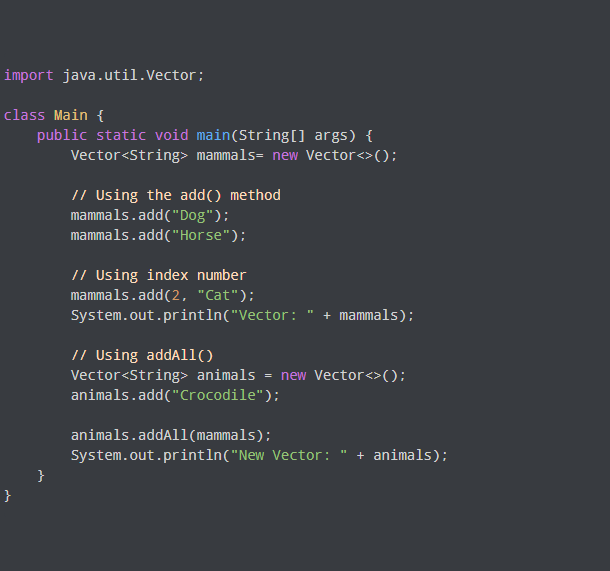 import java.util.Vector;
class Main {
    public static void main(String[] args) {
        Vector<String> mammals= new Vector<>();
        // Using the add() method
        mammals.add("Dog");
        mammals.add("Horse");
        // Using index number
        mammals.add(2, "Cat");
        System.out.println("Vector: " + mammals);
        // Using addAll()
        Vector<String> animals = new Vector<>();
        animals.add("Crocodile");
        animals.addAll(mammals);
        System.out.println("New Vector: " + animals);
    }
}